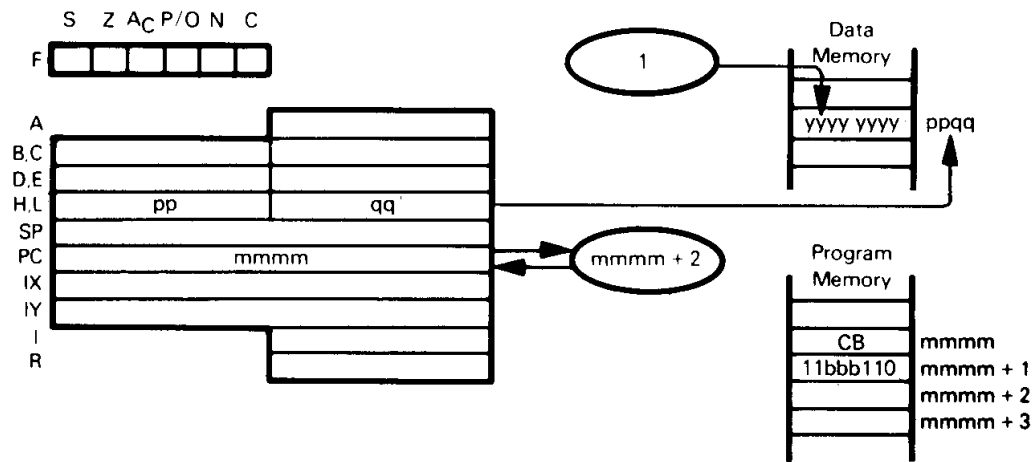 S Z AC P/O N C
F
A
B,C
D,E
H,L pp qq
SP
PC mmmm
IX
IY
I
R
1
mmmm + 2
Data
Memory
yyyy yyyy ppqq
Program
Memory
CB mmmm
11bbb110 mmmm + 1
mmmm + 2
mmmm + 3